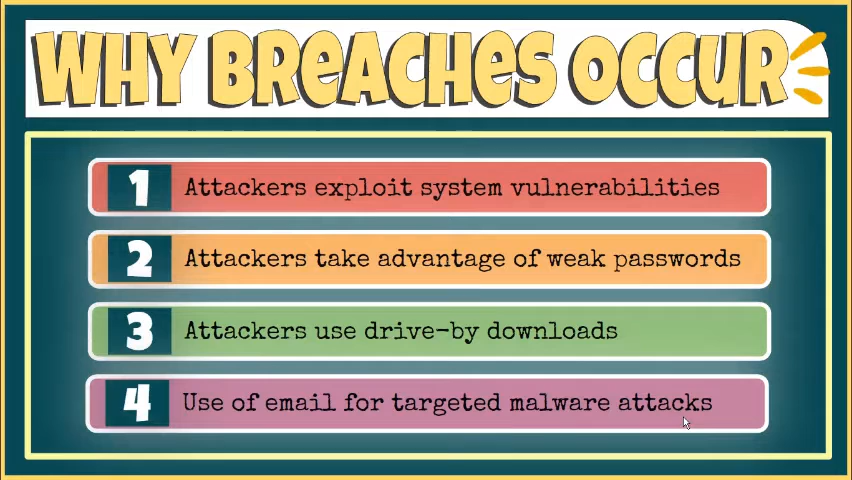 WHY BREACHES OCCUR
1 Attackers exploit system vulnerabilities
2 Attackers take advantage of weak passwords
3 Attackers use drive-by downloads
4 Use of email for targeted malware attacks